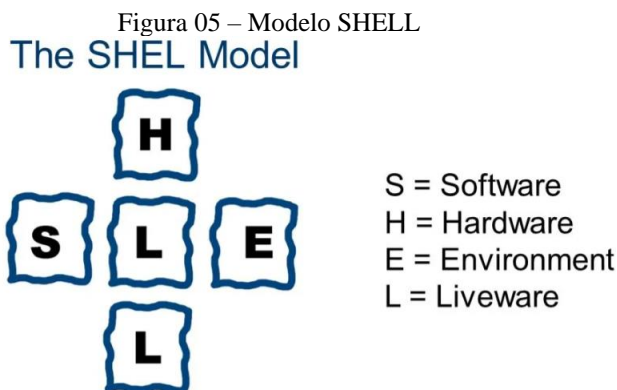 Figura 05 – Modelo SHELL
The SHEL Model
H
S L E
L
S = Software
H = Hardware
E = Environment
L = Liveware